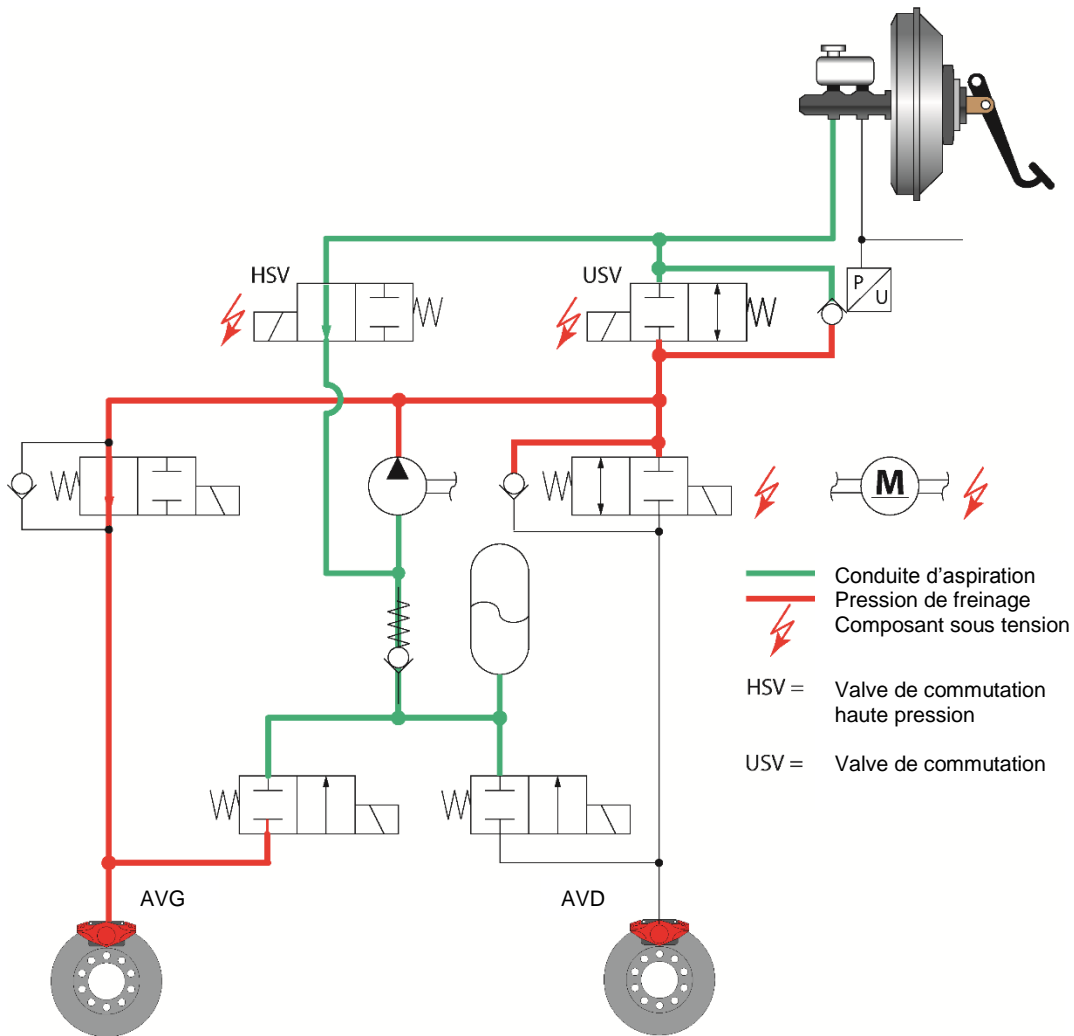 HSV
USV
P
U
M
Conduite d'aspiration
Pression de freinage
Composant sous tension
HSV = Valve de commutation
haute pression
USV = Valve de commutation
AVG
AVD